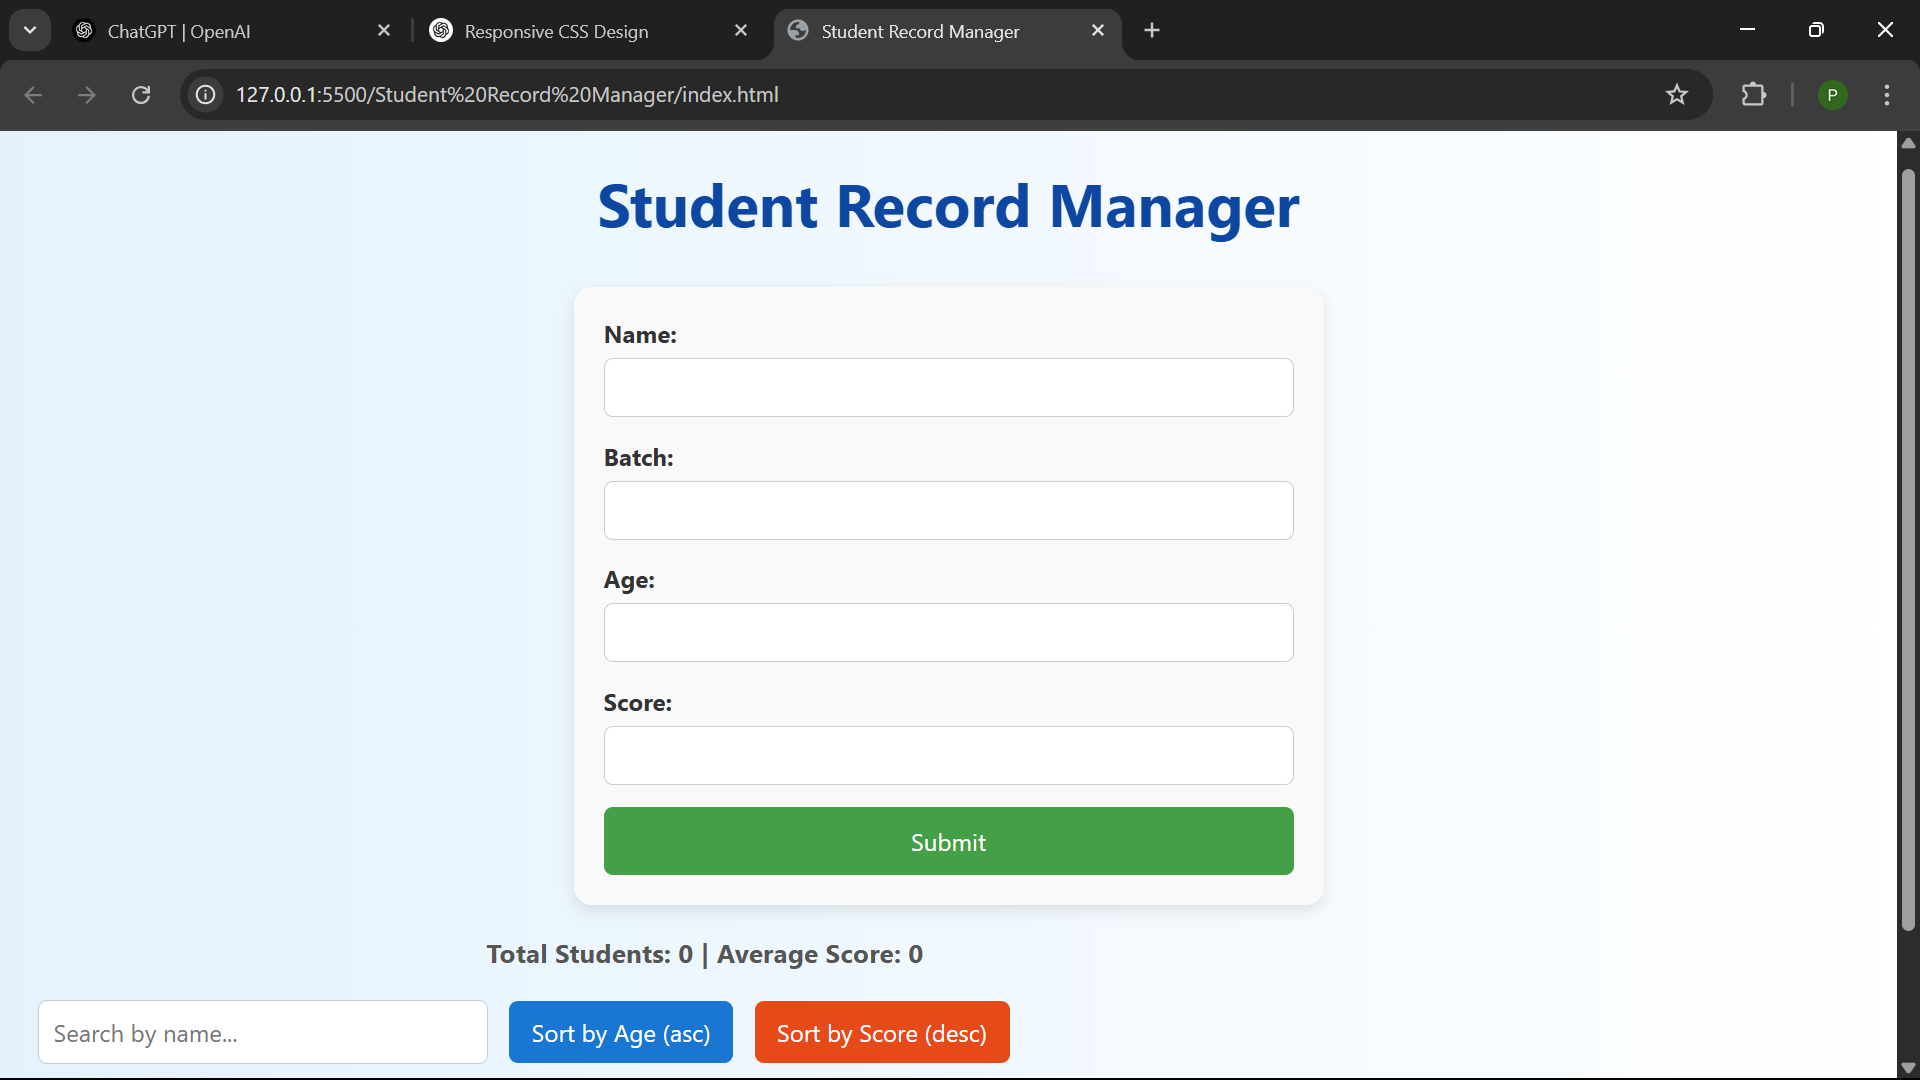 ChatGPT | OpenAI
Responsive CSS Design
Student Record Manager
127.0.0.1:5500/Student%20Record%20Manager/index.html
P
Student Record Manager
Name:
Batch:
Age:
Score:
Submit
Total Students: 0 | Average Score: 0
Search by name...
Sort by Age (asc)
Sort by Score (desc)